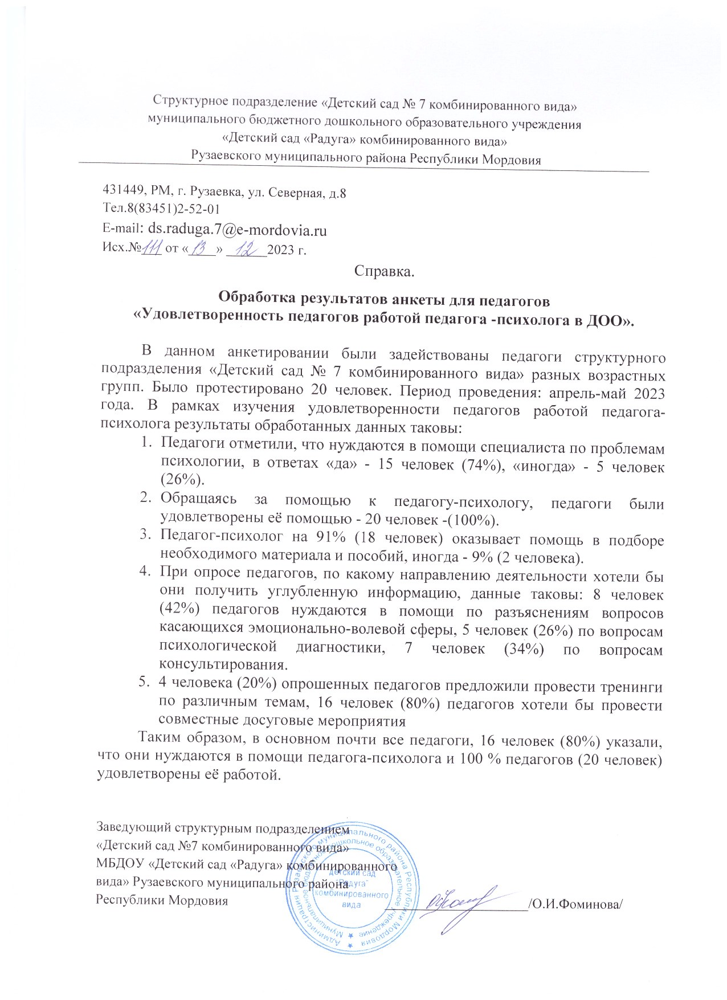 Структурное подразделение «Детский сад № 7 комбинированного вида»
муниципального бюджетного дошкольного образовательного учреждения
«Детский сад «Радуга» комбинированного вида»
Рузаевского муниципального района Республики Мордовия
431449, РМ, г. Рузаевка, ул. Северная, д.8
Тел.8(83451)2-52-01
E-mail: ds.raduga.7@e-mordovia.ru
Исх.№ 111 от « 13 » 12 2023 г.
Справка.
Обработка результатов анкеты для педагогов
«Удовлетворенность педагогов работой педагога -психолога в ДОО».
В данном анкетировании были задействованы педагоги структурного
подразделения «Детский сад № 7 комбинированного вида» разных возрастных
групп. Было протестировано 20 человек. Период проведения: апрель-май 2023
года. В рамках изучения удовлетворенности педагогов работой педагога-
психолога результаты обработанных данных таковы:
1. Педагоги отметили, что нуждаются в помощи специалиста по проблемам
психологии, в ответах «да» - 15 человек (74%), «иногда» - 5 человек
(26%).
2. Обращаясь за помощью к педагогу-психологу, педагоги были
удовлетворены её помощью - 20 человек -(100%).
3. Педагог-психолог на 91% (18 человек) оказывает помощь в подборе
необходимого материала и пособий, иногда - 9% (2 человека).
4. При опросе педагогов, по какому направлению деятельности хотели бы
они получить углубленную информацию, данные таковы: 8 человек
(42%) педагогов нуждаются в помощи по разъяснениям вопросов
касающихся эмоционально-волевой сферы, 5 человек (26%) по вопросам
психологической диагностики, 7 человек (34%) по вопросам
консультирования.
5. 4 человека (20%) опрошенных педагогов предложили провести тренинги
по различным темам, 16 человек (80%) педагогов хотели бы провести
совместные досуговые мероприятия
Таким образом, в основном почти все педагоги, 16 человек (80%) указали,
что они нуждаются в помощи педагога-психолога и 100 % педагогов (20 человек)
удовлетворены её работой.
Заведующий структурным подразделением
«Детский сад №7 комбинированного вида»
МБДОУ «Детский сад «Радуга» комбинированного
вида» Рузаевского муниципального района
Республики Мордовия /О.И.Фоминова/
Администрация Рузаевского муниципального района Республики Мордовия
Муниципальное бюджетное дошкольное образовательное учреждение
детский сад
"Радуга"
комбинированного
вида